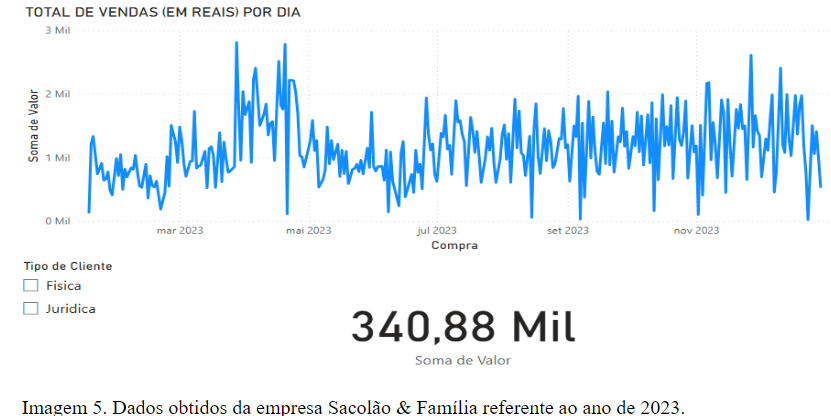 TOTAL DE VENDAS (EM REAIS) POR DIA
3 Mil
2 Mil
1 Mil
0 Mil
Soma de Valor
mar 2023
mai 2023
jul 2023
set 2023
nov 2023
Compra
Tipo de Cliente
Fisica
Juridica
340,88 Mil
Soma de Valor
Imagem 5. Dados obtidos da empresa Sacolão & Família referente ao ano de 2023.